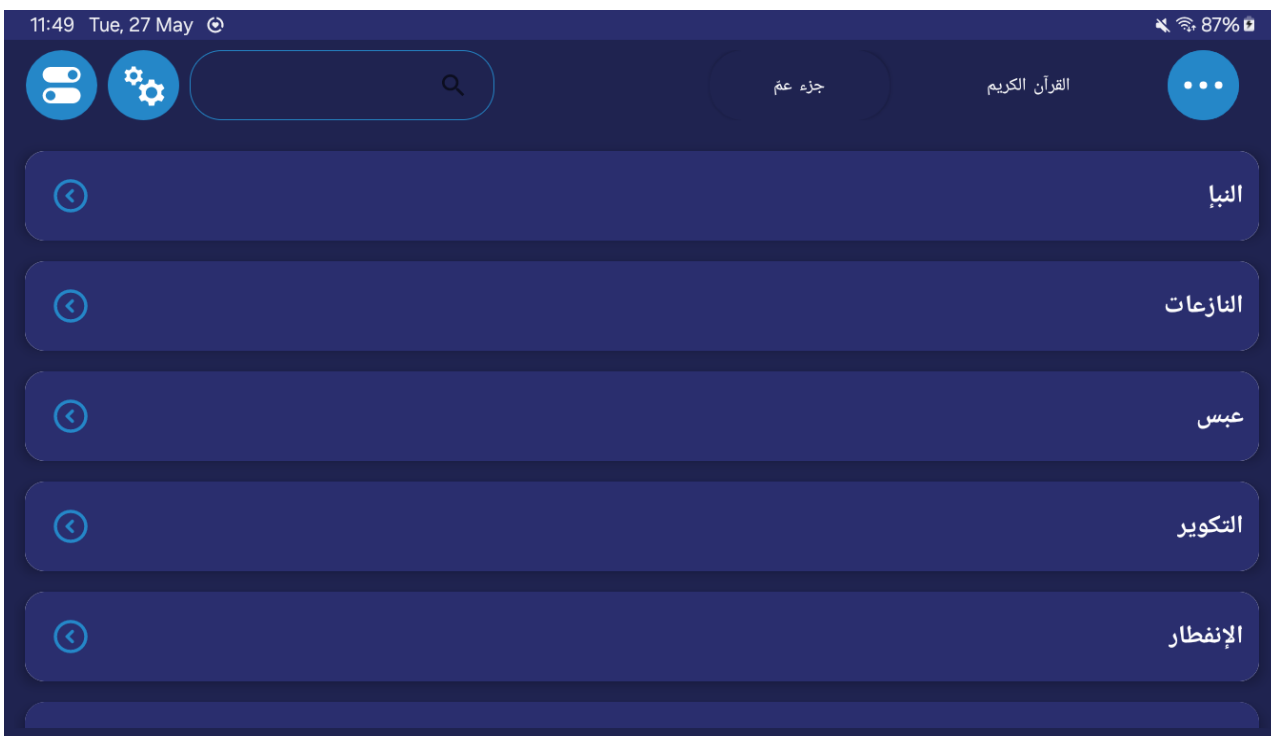 11:49 Tue, 27 May 87%
القرآن الكريم جزء عمّ
النبإ
النازعات
عبس
التكوير
الإنفطار